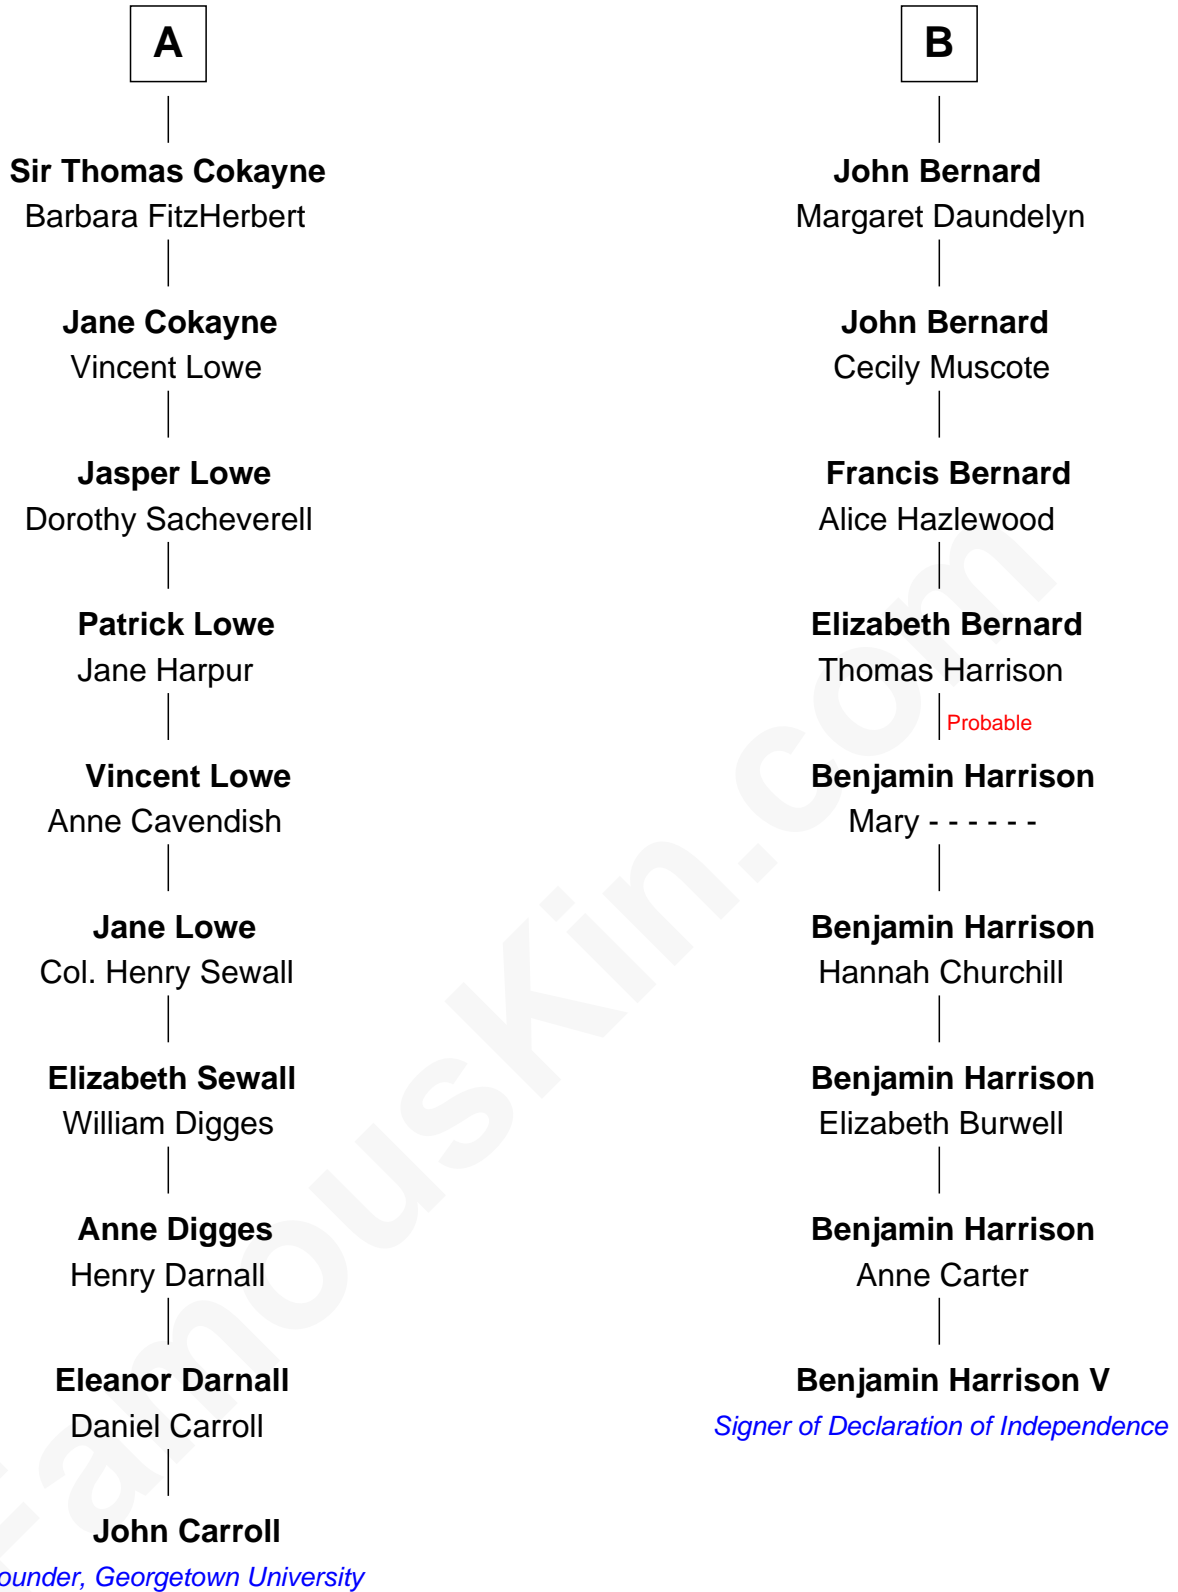 A
Sir Thomas Cokayne
Barbara FitzHerbert
Jane Cokayne
Vincent Lowe
Jasper Lowe
Dorothy Sacheverell
Patrick Lowe
Jane Harpur
Vincent Lowe
Anne Cavendish
Jane Lowe
Col. Henry Sewall
Elizabeth Sewall
William Digges
Anne Digges
Henry Darnall
Eleanor Darnall
Daniel Carroll
John Carroll
ounder, Georgetown University
B
John Bernard
Margaret Daundelyn
John Bernard
Cecily Muscote
Francis Bernard
Alice Hazlewood
Elizabeth Bernard
Thomas Harrison
Probable
Benjamin Harrison
Mary - - - - - -
Benjamin Harrison
Hannah Churchill
Benjamin Harrison
Elizabeth Burwell
Benjamin Harrison
Anne Carter
Benjamin Harrison V
Signer of Declaration of Independence
FamousKin.com